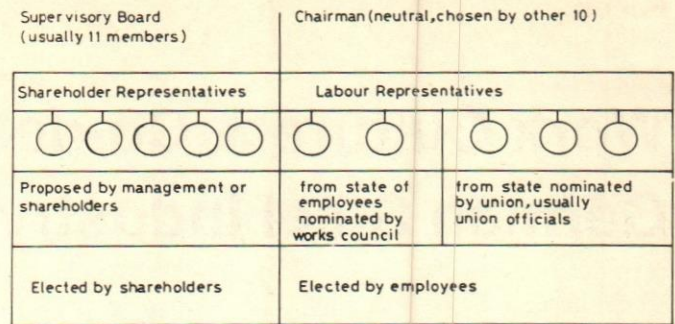 Supervisory Board
(usually 11 members)
Chairman (neutral, chosen by other 10)
Shareholder Representatives
Labour Representatives
Proposed by management or
shareholders
from state of
employees
nominated by
works council
from state nominated
by union, usually
union officials
Elected by shareholders
Elected by employees